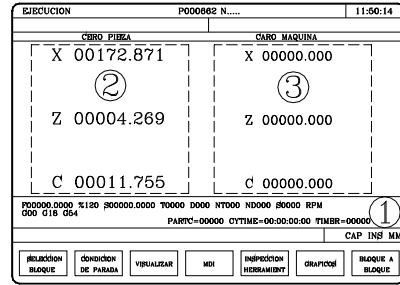 EJECUCION P000662 N..... 11:50:14
CERO PIEZA CARO MAQUINA
X 00172.871 X 00000.000
2 3
Z 00004.269 Z 00000.000
C 00011.755 C 00000.000
F00000.0000 %120 S00000.0000 T0000 D000 NT000 ND000 S0000 RPM
G00 G18 G54
PARTC=00000 CYTIME=00:00:00:00 TIMER=00000 1
CAP INS MM
SELECCION BLOQUE
CONDICION DE PARADA
VISUALIZAR
MDI
INSPECCION HERRAMIENT
GRAFICOS
BLOQUE A BLOQUE